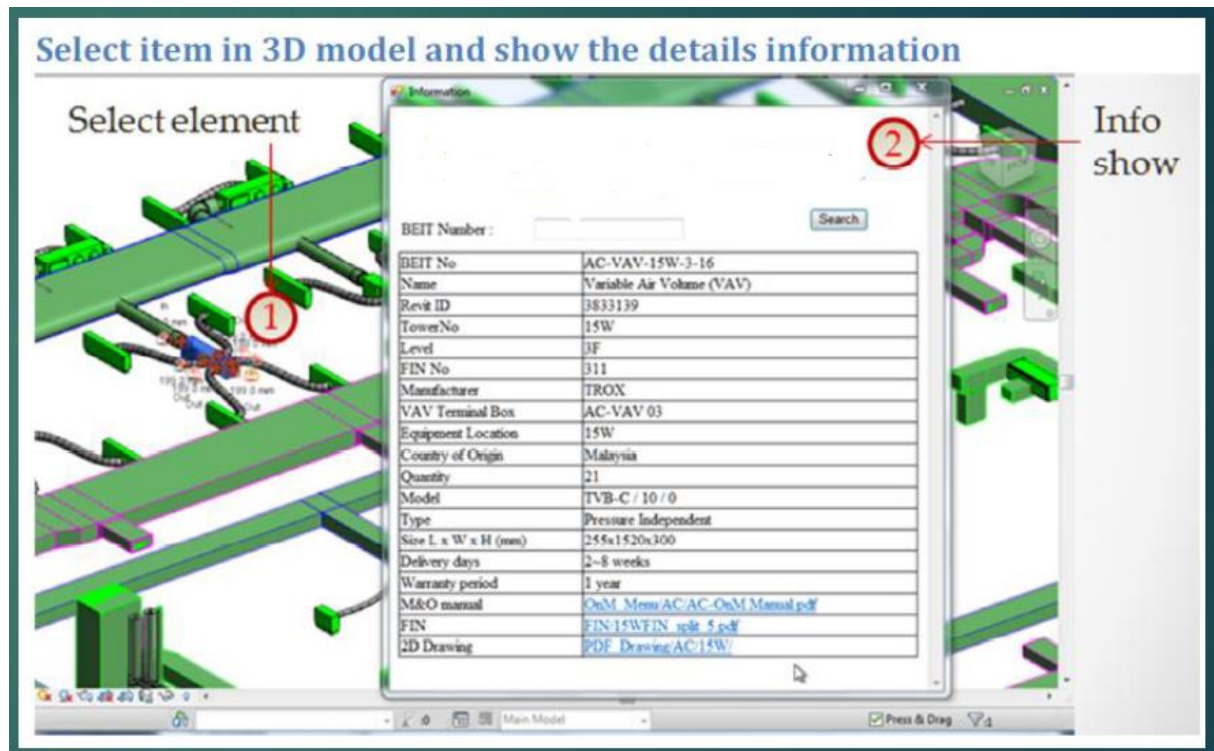 Select item in 3D model and show the details information
Select element
Info
show
Information
1
2
BEIT Number :
Search
BEIT No AC-VAV-15W-3-16
Name Variable Air Volume (VAV)
Revit ID 3833139
TowerNo 15W
Level 3F
FIN No 311
Manufacturer TROX
VAV Terminal Box AC-VAV 03
Equipment Location 15W
Country of Origin Malaysia
Quantity 21
Model TVB-C / 10 / 0
Type Pressure Independent
Size L x W x H (mm) 255x1520x300
Delivery days 2~8 weeks
Warranty period 1 year
M&O manual OnM_Menu/AC/AC-OnM Manual.pdf
FIN FIN/15WFIN_split_5.pdf
2D Drawing PDF_Drawing/AC/15W/
In
Out
Out
Main Model
Press & Drag